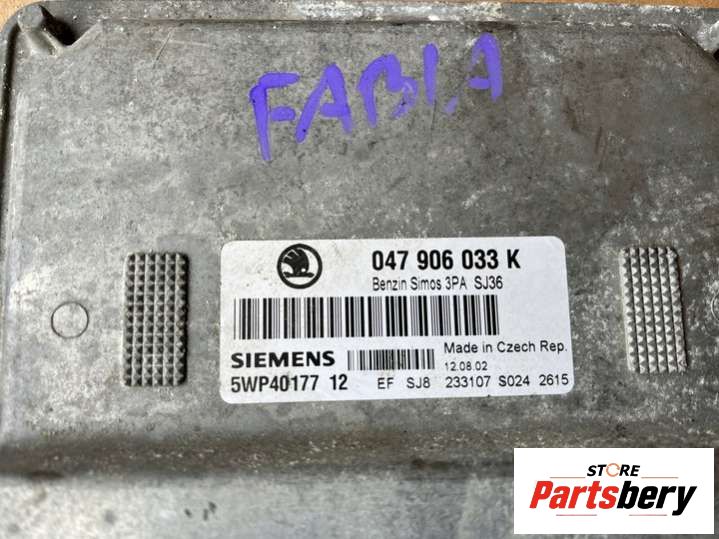 FABIA
047 906 033 K
Benzin Simos 3PA SJ36
SIEMENS
Made in Czech Rep.
12.08.02
5WP40177 12 EF SJ8 233107 S024 2615
STORE
Partsbery